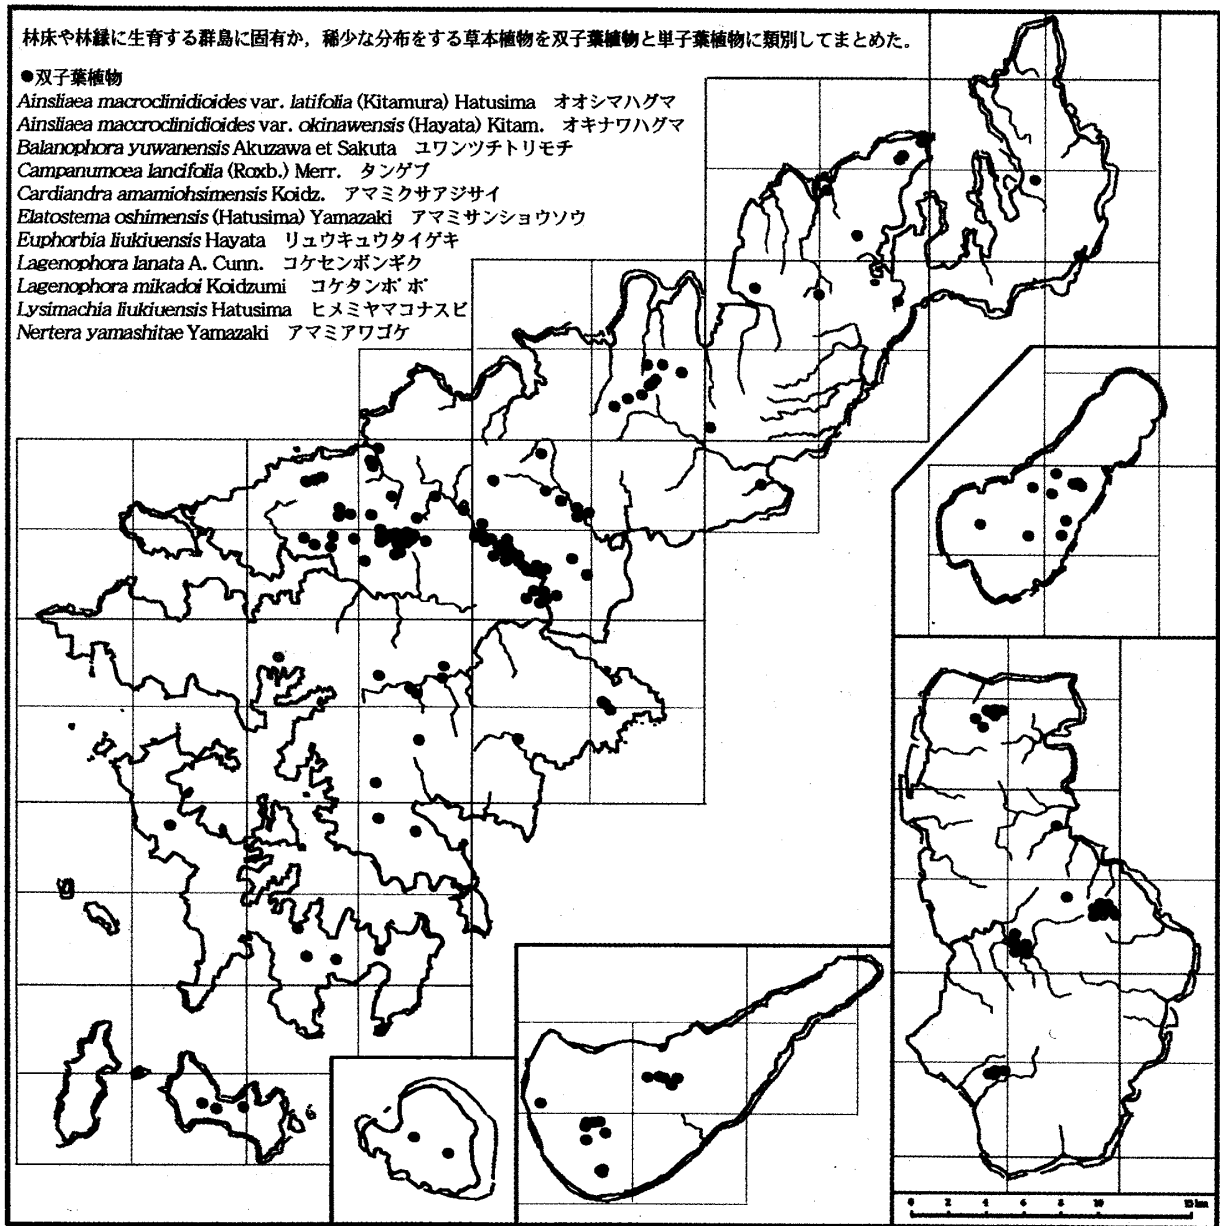 林床や林縁に生育する群島に固有か，稀少な分布をする草本植物を双子葉植物と単子葉植物に類別してまとめた。
●双子葉植物
Ainsliaea macroclinidioides var. latifolia (Kitamura) Hatusima オオシマハグマ
Ainsliaea maccroclinidioides var. okinawensis (Hayata) Kitam. オキナワハグマ
Balanophora yuwanensis Akuzawa et Sakuta ユワンツチトリモチ
Campanumoea lancifolia (Roxb.) Merr. タンゲブ
Cardiandra amamiohsimensis Koidz. アマミクサアジサイ
Elatostema oshimensis (Hatusima) Yamazaki アマミサンショウソウ
Euphorbia liukiuensis Hayata リュウキュウタイゲキ
Lagenophora lanata A. Cunn. コケセンボンギク
Lagenophora mikadoi Koidzumi コケタンポポ
Lysimachia liukiuensis Hatusima ヒメミヤマコナスビ
Nertera yamashitae Yamazaki アマミアワゴケ
0 2 4 6 8 10 15 km